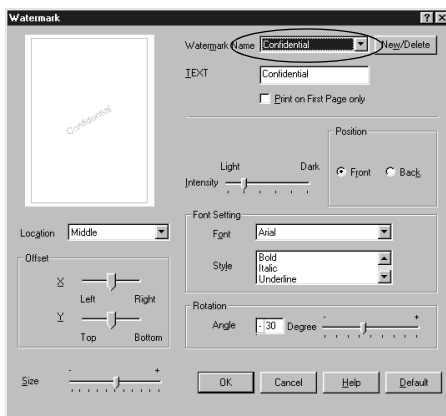 Watermark
Watermark Name Confidential New/Delete
TEXT Confidential
Print on First Page only
Confidential
Position
Light Dark
Intensity
Front Back
Location Middle
Font Setting
Font Arial
Style Bold
Italic
Underline
Offset
X
Left Right
Y
Top Bottom
Rotation
Angle - 30 Degree - +
Size - +
OK Cancel Help Default